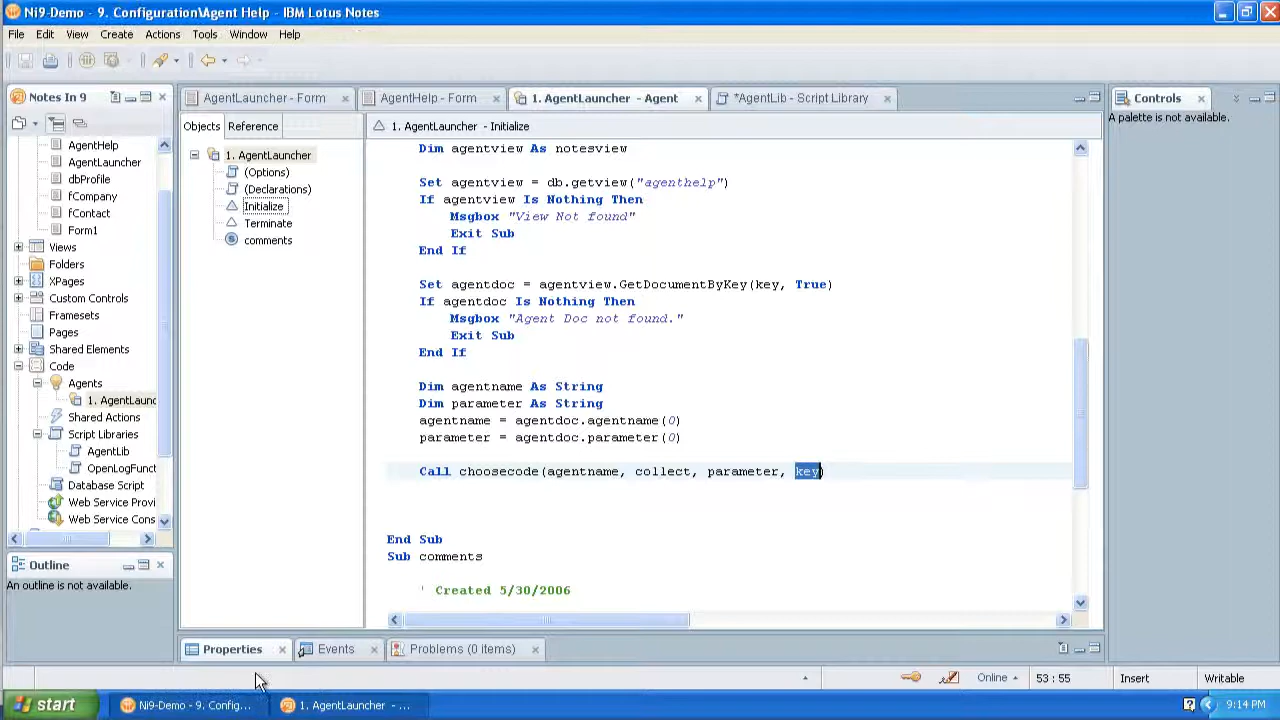 Ni9-Demo - 9. Configuration\Agent Help - IBM Lotus Notes
File Edit View Create Actions Tools Window Help
Notes In 9
AgentHelp
AgentLauncher
dbProfile
fCompany
fContact
Form1
Views
Folders
XPages
Custom Controls
Framesets
Pages
Shared Elements
Code
Agents
1. AgentLaunc
Shared Actions
Script Libraries
AgentLib
OpenLogFunct
Database Script
Web Service Provi
Web Service Cons
Outline
An outline is not available.
AgentLauncher - Form
AgentHelp - Form
1. AgentLauncher - Agent
*AgentLib - Script Library
Objects Reference
1. AgentLauncher
(Options)
(Declarations)
Initialize
Terminate
comments
1. AgentLauncher - Initialize
Dim agentview As notesview
Set agentview = db.getview("agenthelp")
If agentview Is Nothing Then
Msgbox "View Not found"
Exit Sub
End If
Set agentdoc = agentview.GetDocumentByKey(key, True)
If agentdoc Is Nothing Then
Msgbox "Agent Doc not found."
Exit Sub
End If
Dim agentname As String
Dim parameter As String
agentname = agentdoc.agentname(0)
parameter = agentdoc.parameter(0)
Call choosecode(agentname, collect, parameter, key)
End Sub
Sub comments
' Created 5/30/2006
Controls
A palette is not available.
Properties
Events
Problems (0 items)
Online
53 : 55
Insert
Writable
start
Ni9-Demo - 9. Config...
1. AgentLauncher - ...
9:14 PM